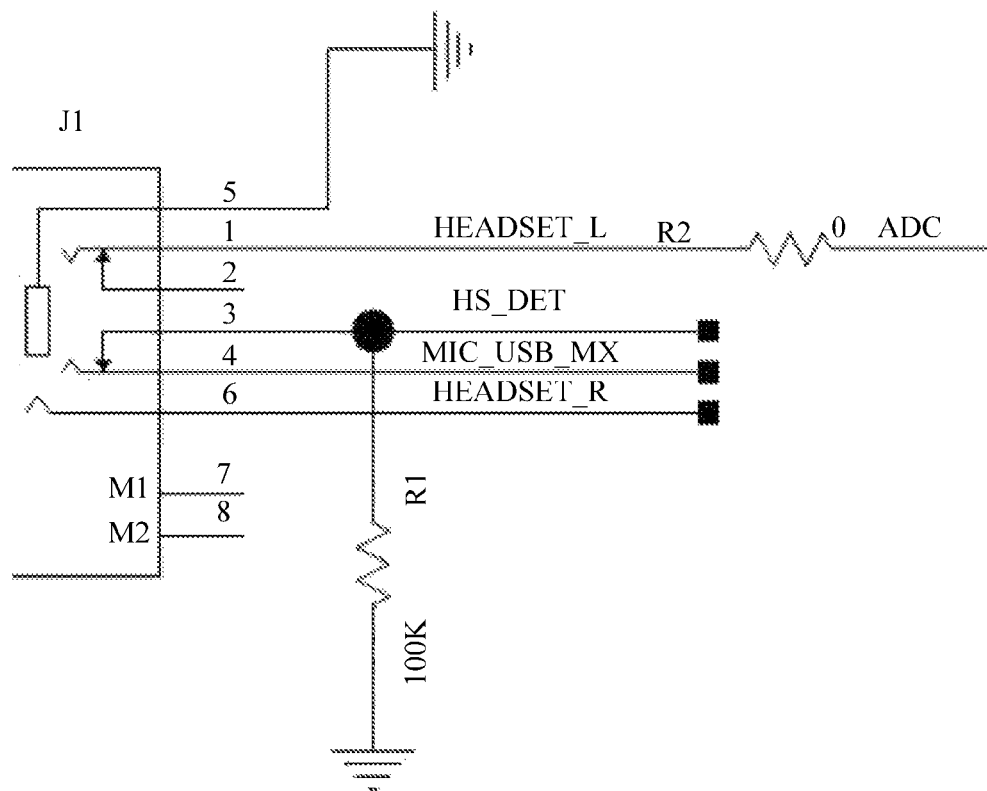 J1
5
1 HEADSET_L R2 0 ADC
2
3 HS_DET
4 MIC_USB_MX
6 HEADSET_R
M1 7
M2 8
R1
100K